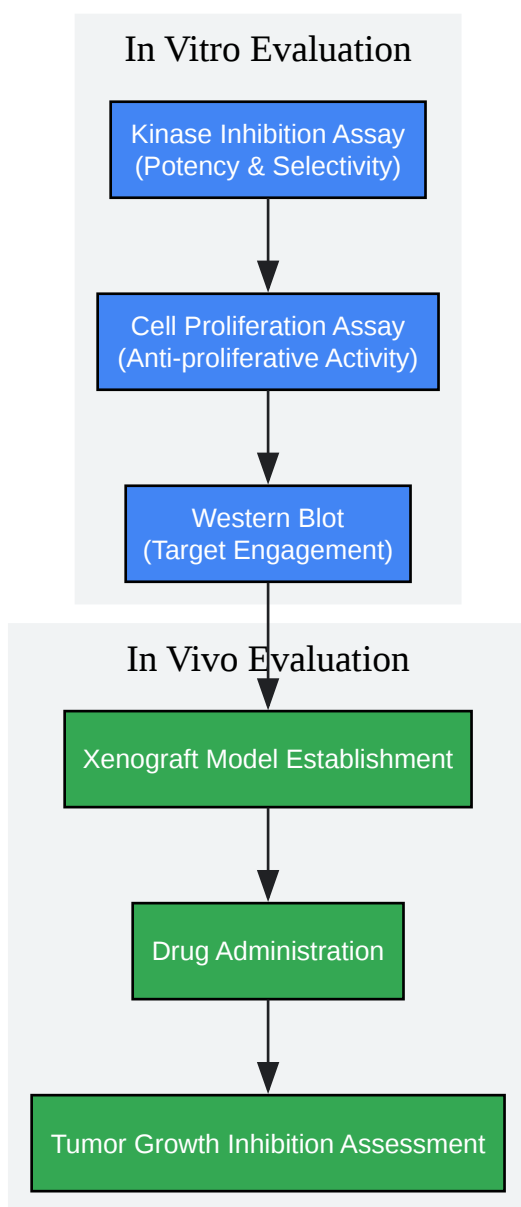 In Vitro Evaluation
Kinase Inhibition Assay
(Potency & Selectivity)
Cell Proliferation Assay
(Anti-proliferative Activity)
Western Blot
(Target Engagement)
In Vivo Evaluation
Xenograft Model Establishment
Drug Administration
Tumor Growth Inhibition Assessment